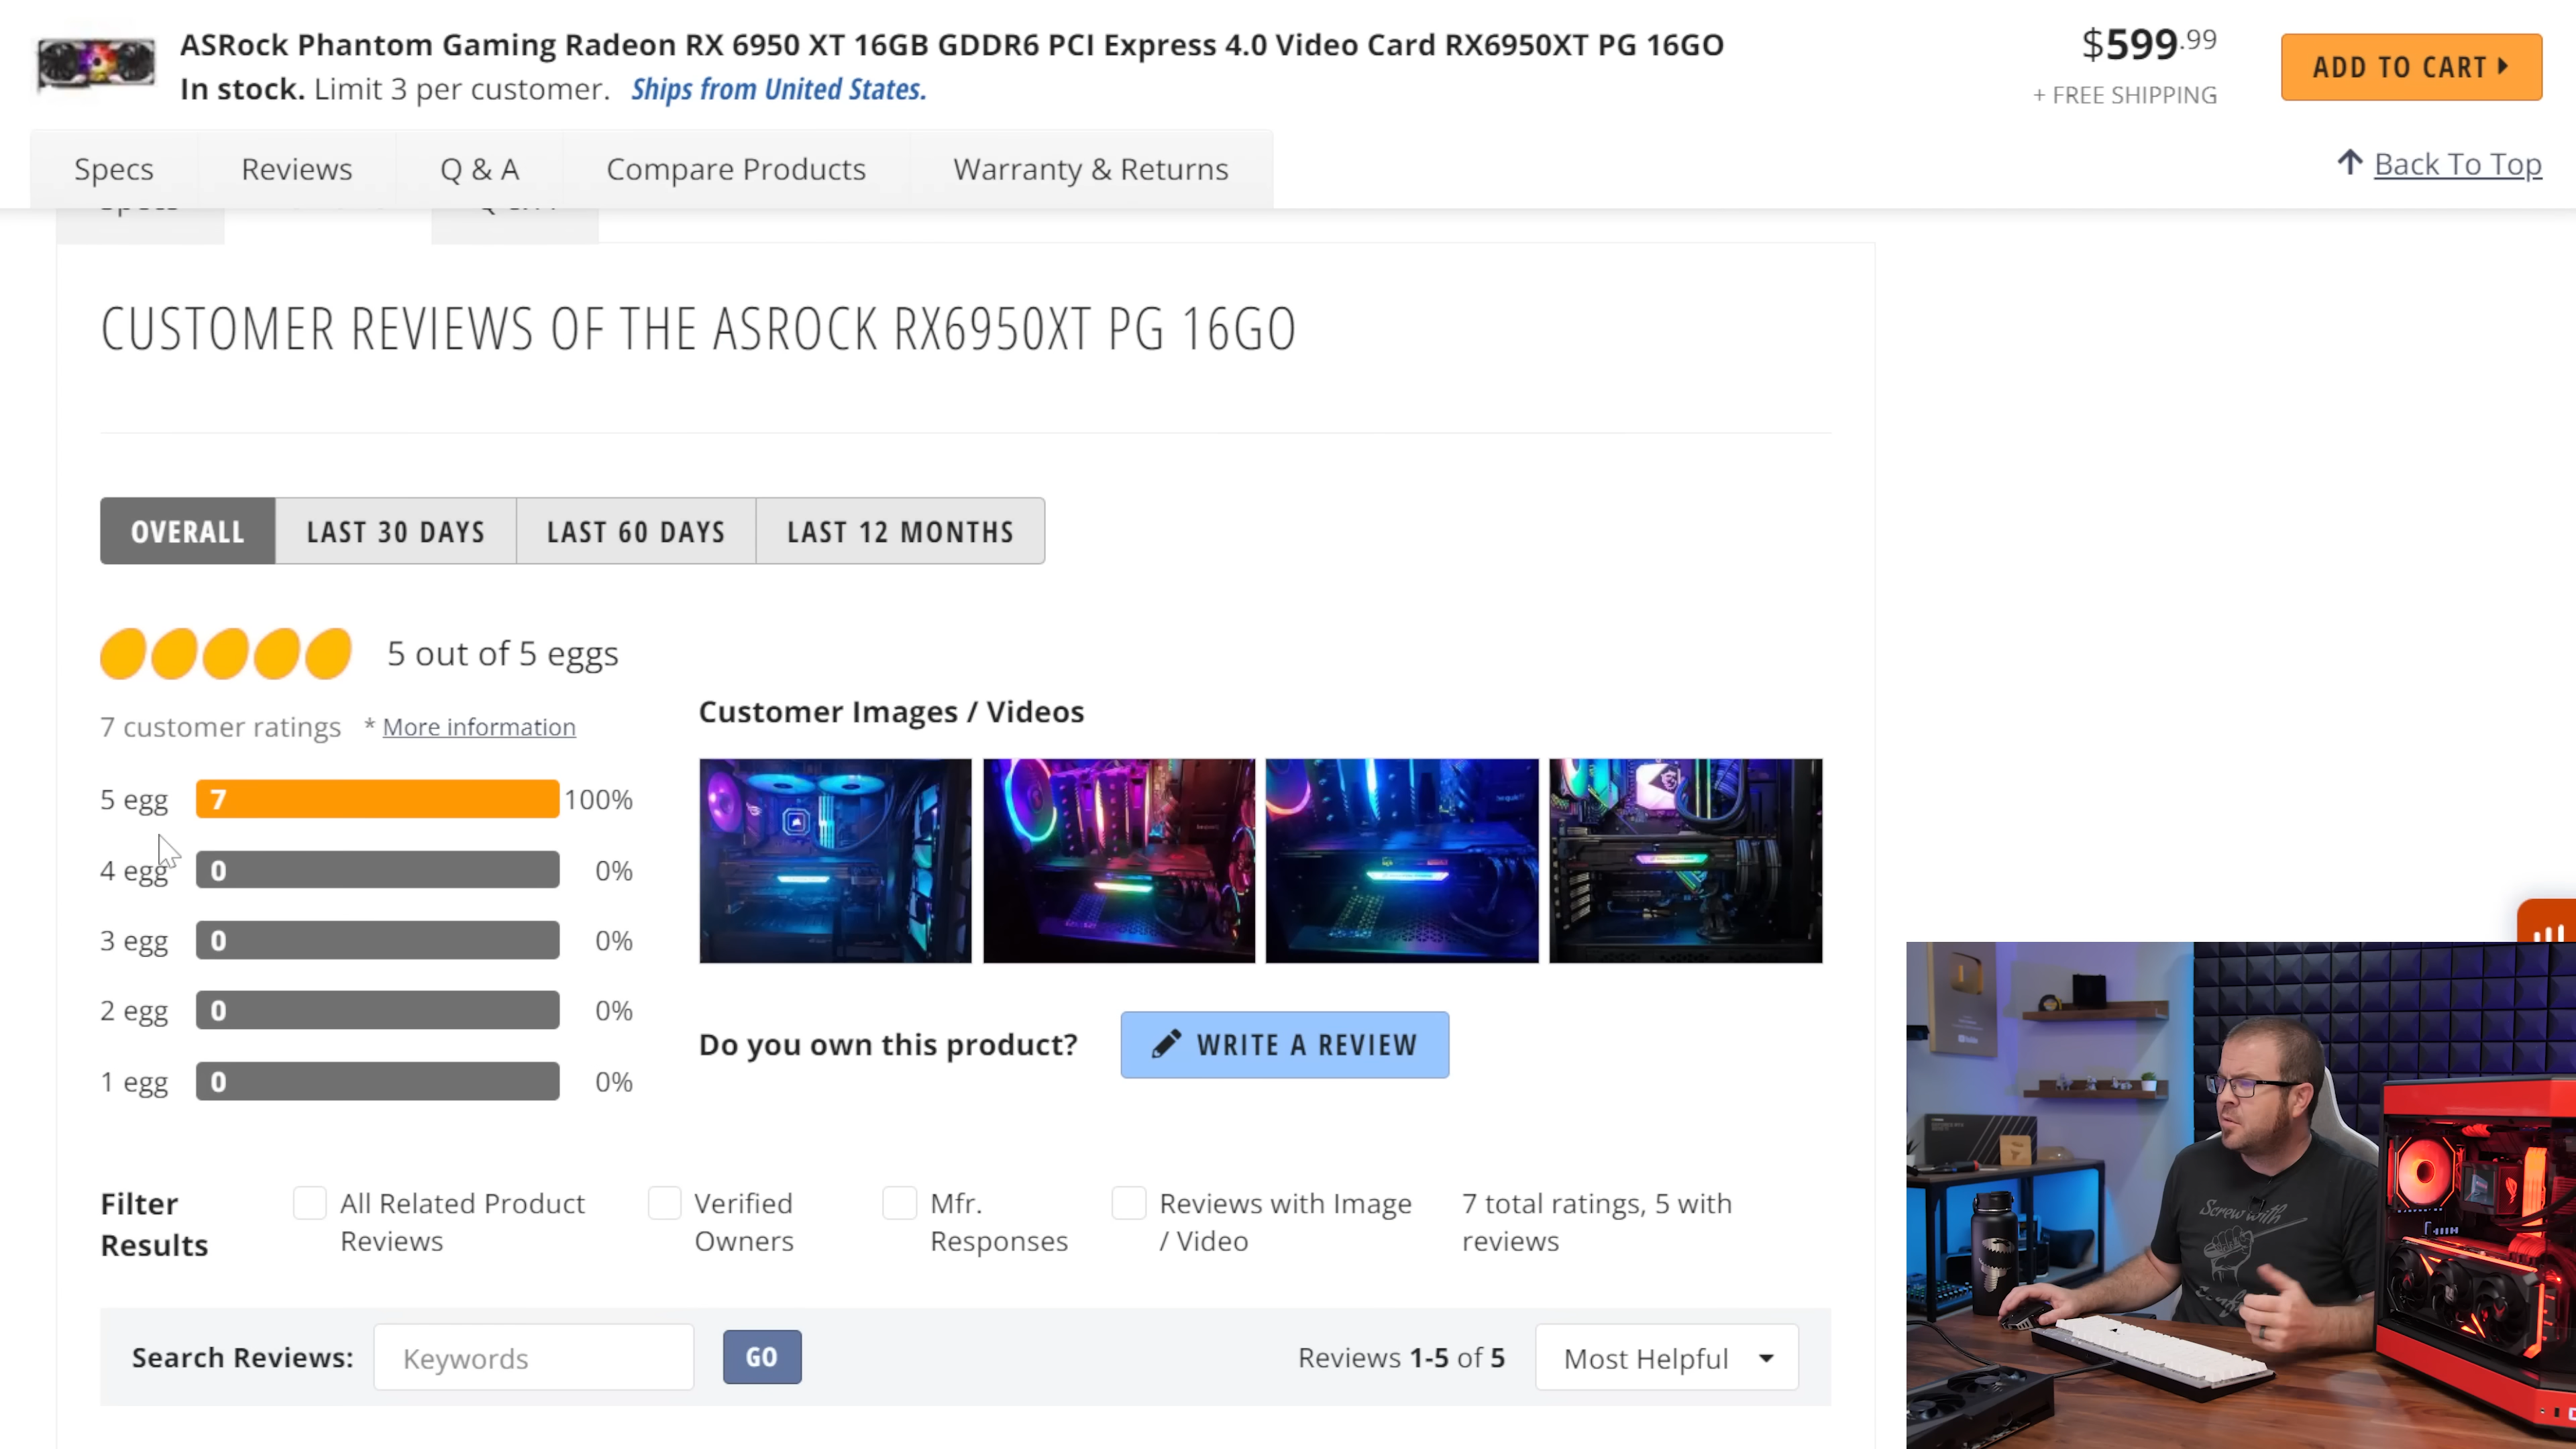 ASRock Phantom Gaming Radeon RX 6950 XT 16GB GDDR6 PCI Express 4.0 Video Card RX6950XT PG 16GO
In stock. Limit 3 per customer. Ships from United States.
$599.99
+ FREE SHIPPING
ADD TO CART
Specs Reviews Q & A Compare Products Warranty & Returns
Back To Top
CUSTOMER REVIEWS OF THE ASROCK RX6950XT PG 16GO
OVERALL LAST 30 DAYS LAST 60 DAYS LAST 12 MONTHS
5 out of 5 eggs
7 customer ratings * More information
5 egg 7 100%
4 egg 0 0%
3 egg 0 0%
2 egg 0 0%
1 egg 0 0%
Customer Images / Videos
Do you own this product? WRITE A REVIEW
Filter Results
All Related Product Reviews
Verified Owners
Mfr. Responses
Reviews with Image / Video
7 total ratings, 5 with reviews
Search Reviews: Keywords GO
Reviews 1-5 of 5 Most Helpful
Screw with